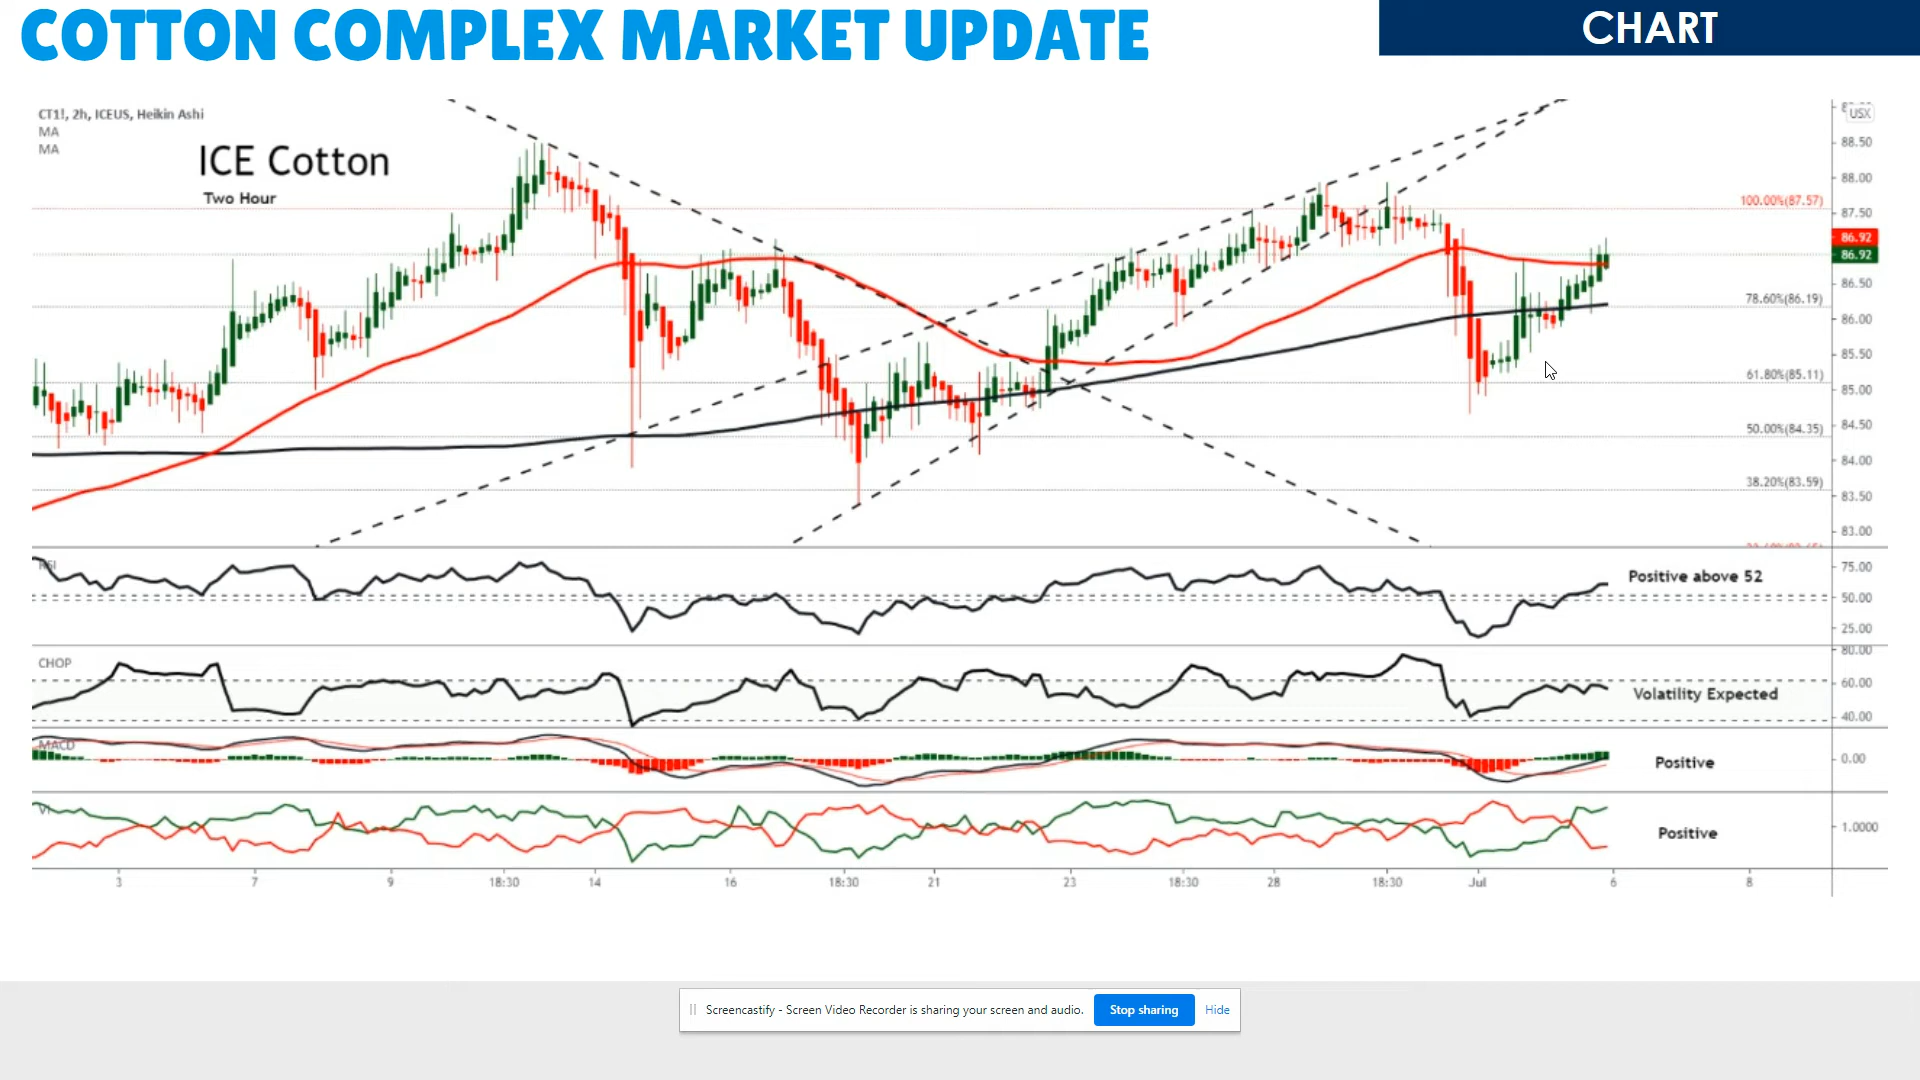 COTTON COMPLEX MARKET UPDATE
CHART
CT1!, 2h, ICEUS, Heikin Ashi
MA
MA
ICE Cotton
Two Hour
USX
88.50
88.00
100.00%(87.57)
87.50
86.92
86.92
86.50
78.60%(86.19)
86.00
85.50
61.80%(85.11)
85.00
50.00%(84.35)
84.50
84.00
38.20%(83.59)
83.50
83.00
RSI
75.00
Positive above 52
50.00
25.00
80.00
CHOP
60.00
Volatility Expected
40.00
MACD
0.00
Positive
VI
1.0000
Positive
3 7 9 18:30 14 16 18:30 21 23 18:30 28 18:30 Jul 6 8
Screencastify - Screen Video Recorder is sharing your screen and audio. Stop sharing Hide